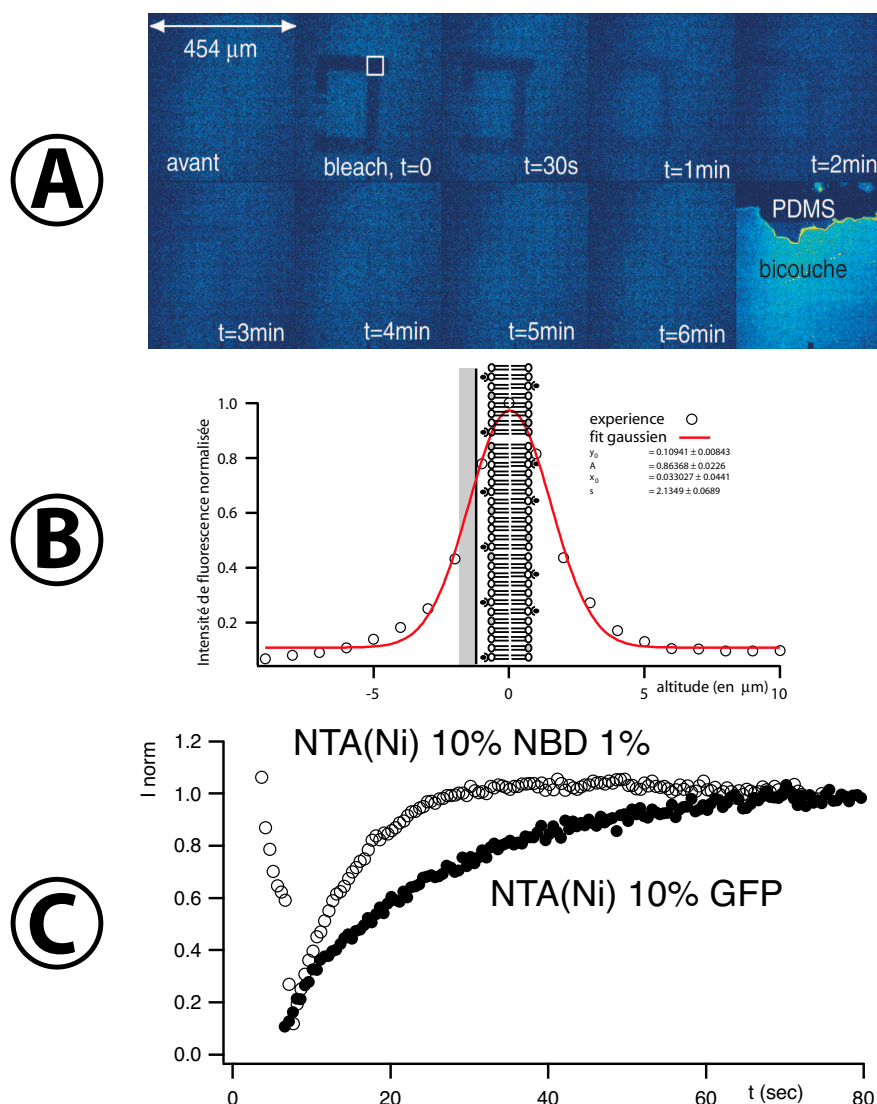 A
454 µm
avant
bleach, t=0
t=30s
t=1min
t=2min
PDMS
bicouche
t=3min
t=4min
t=5min
t=6min
B
Intensité de fluorescence normalisée
1.0
0.8
0.6
0.4
0.2
-5
0
5
10
altitude (en µm)
experience
fit gaussien
y0 = 0.10941 ± 0.00843
A = 0.86368 ± 0.0226
x0 = 0.033027 ± 0.0441
s = 2.1349 ± 0.0689
C
I norm
1.2
1.0
0.8
0.6
0.4
0.2
0.0
NTA(Ni) 10% NBD 1%
NTA(Ni) 10% GFP
0
20
40
60
80
t (sec)